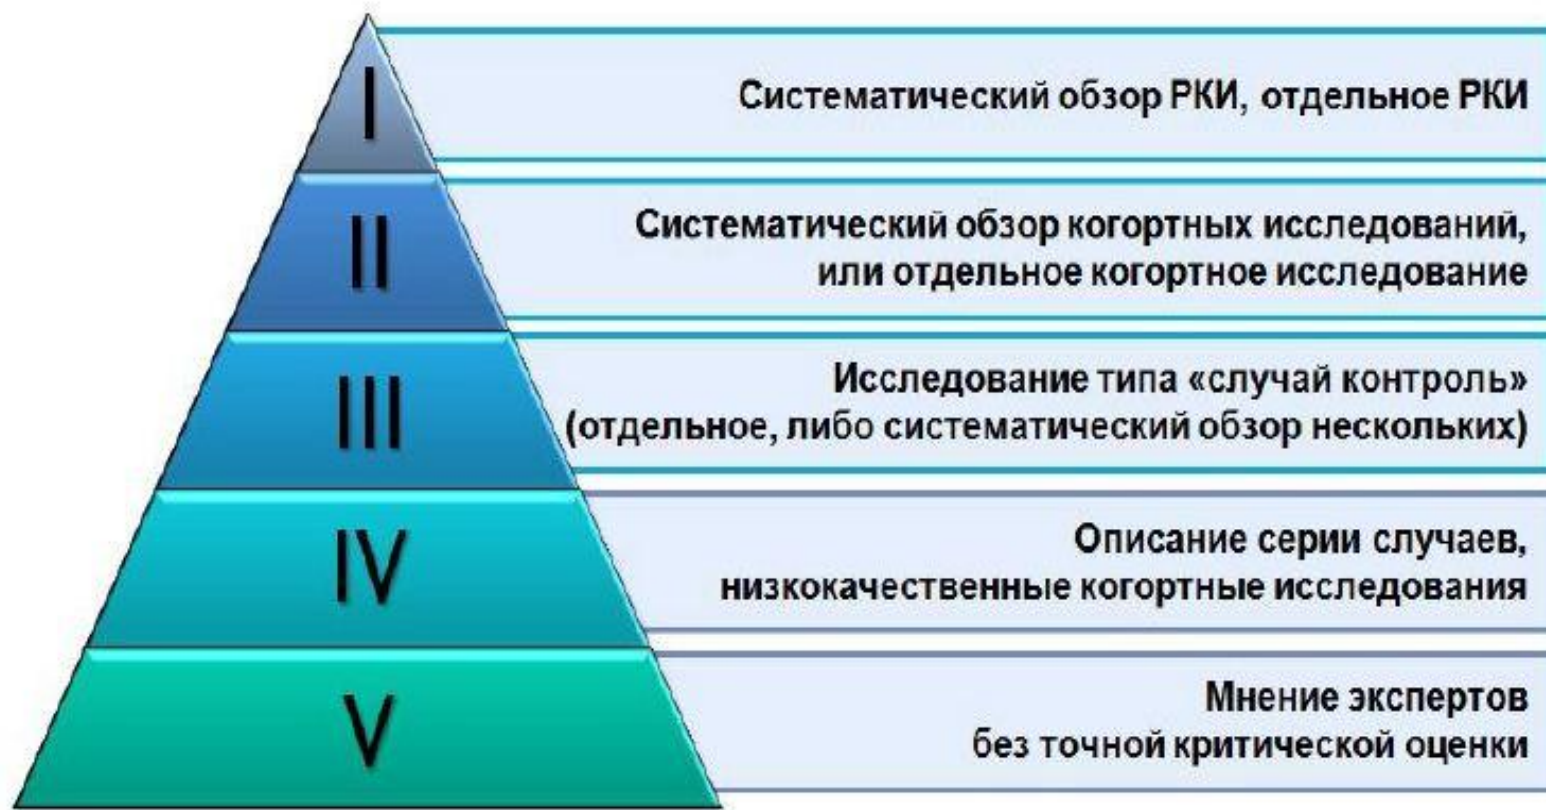 I
Систематический обзор РКИ, отдельное РКИ
II
Систематический обзор когортных исследований,
или отдельное когортное исследование
III
Исследование типа «случай контроль»
(отдельное, либо систематический обзор нескольких)
IV
Описание серии случаев,
низкокачественные когортные исследования
V
Мнение экспертов
без точной критической оценки